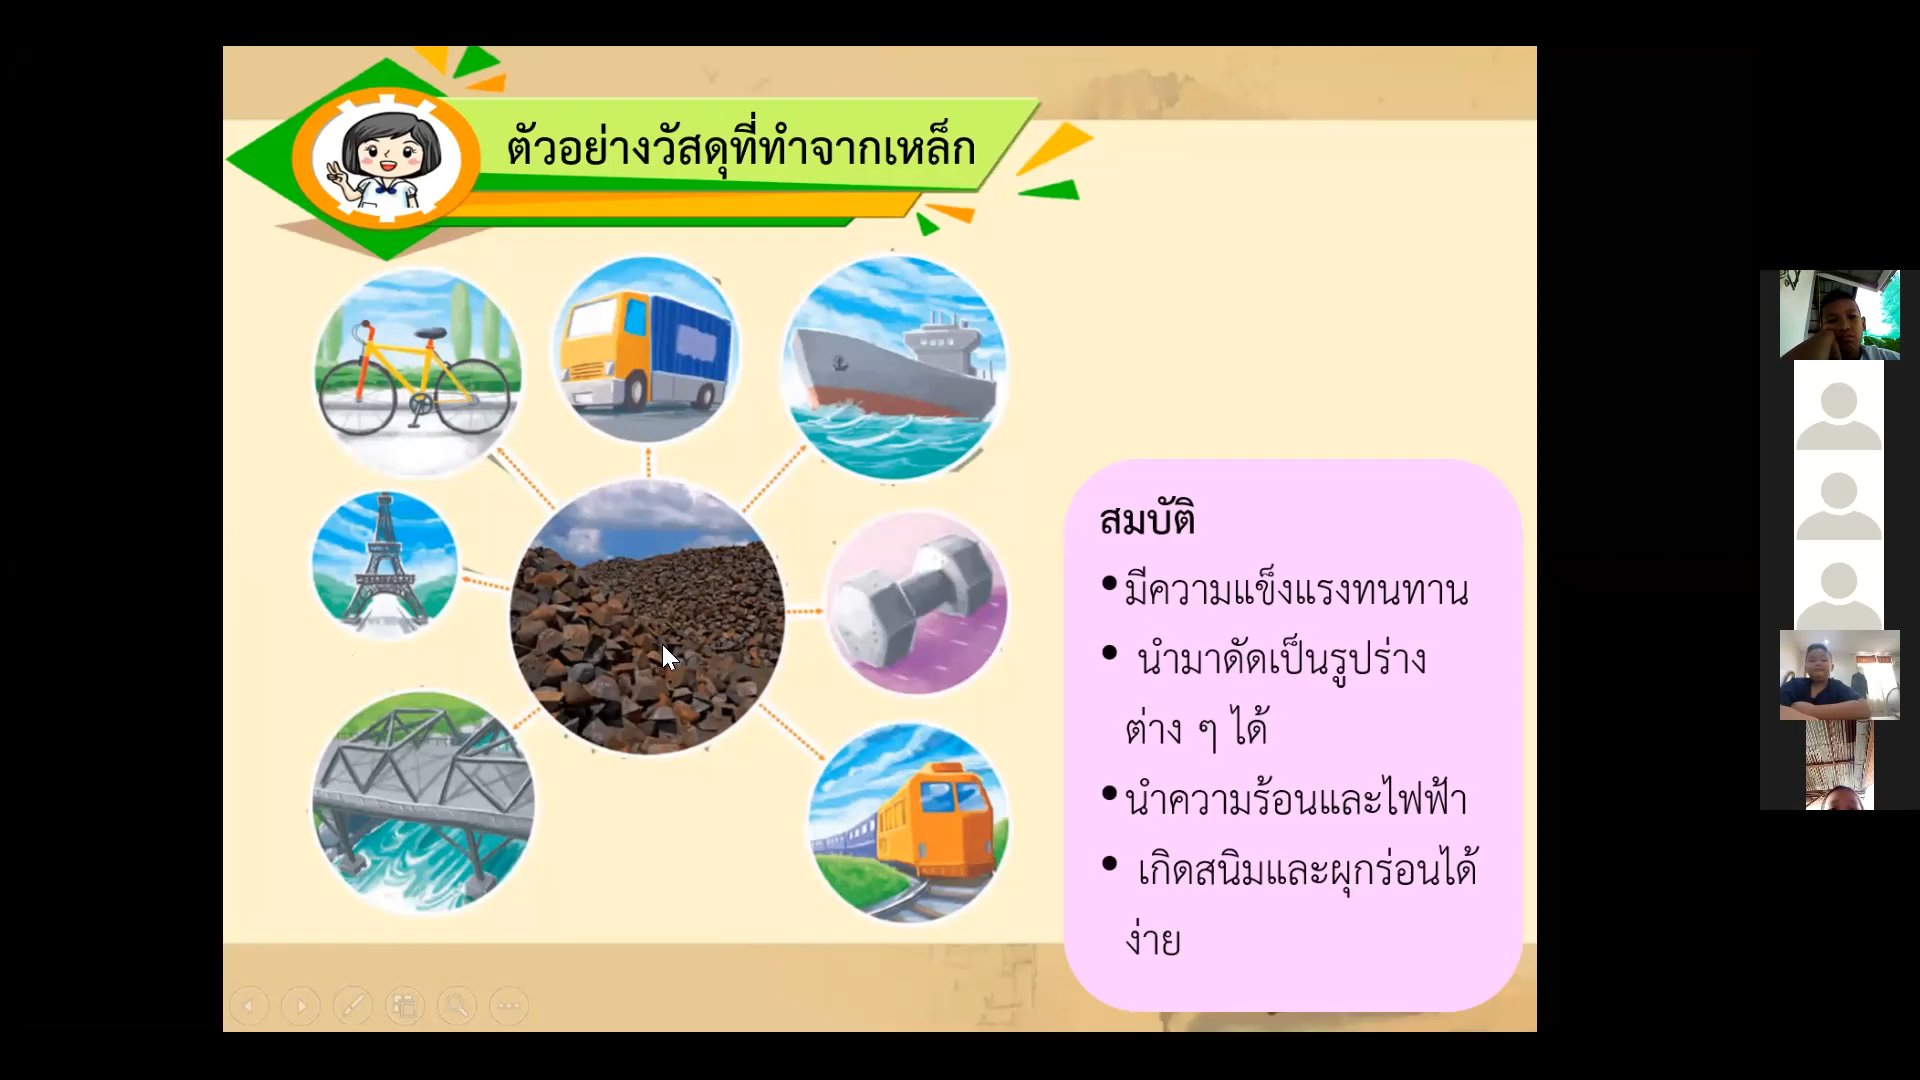 ตัวอย่างวัสดุที่ทำจากเหล็ก
สมบัติ
•มีความแข็งแรงทนทาน
• นำมาดัดเป็นรูปร่าง
ต่าง ๆ ได้
•นำความร้อนและไฟฟ้า
• เกิดสนิมและผุกร่อนได้
ง่าย